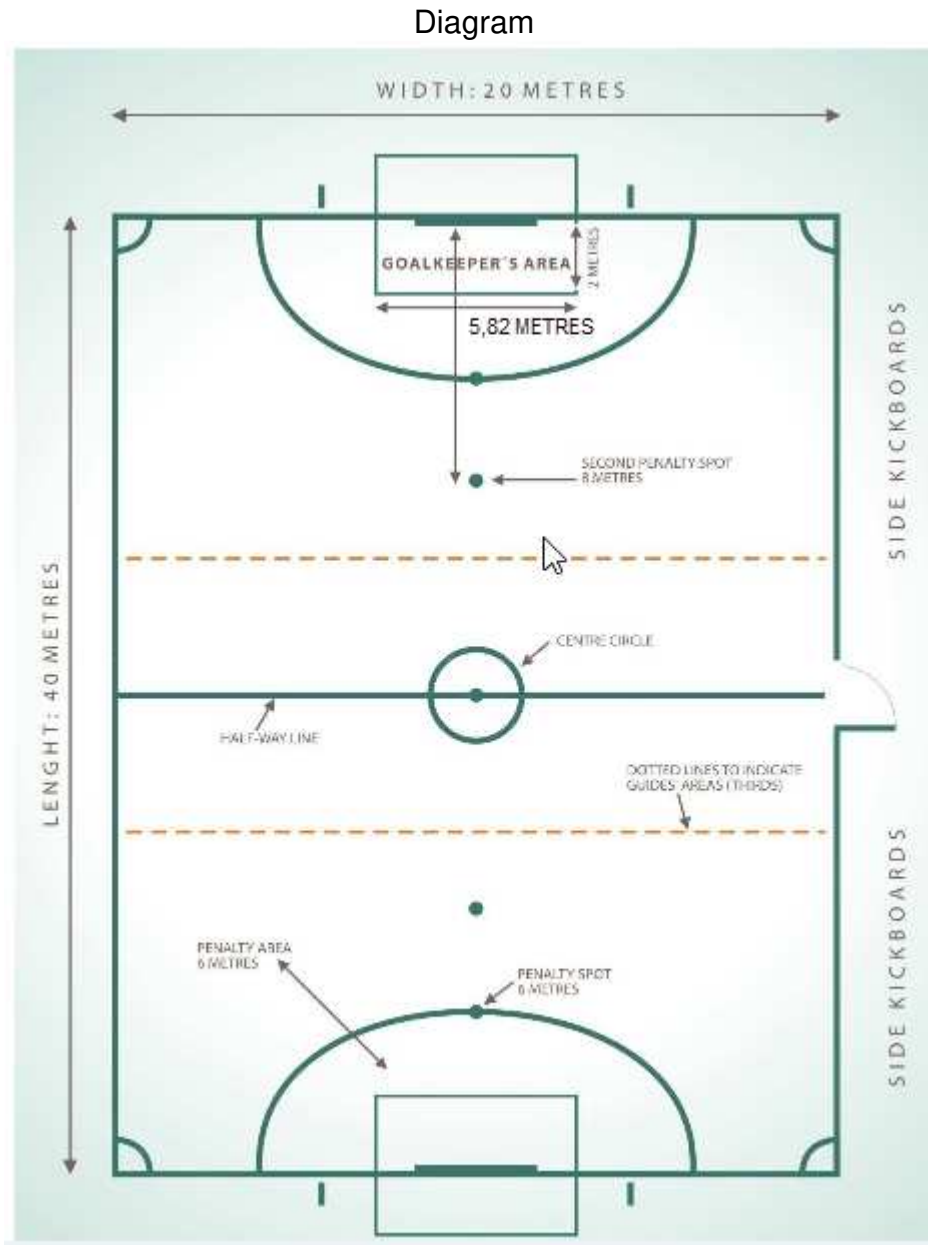 Diagram
WIDTH: 20 METRES
GOALKEEPER´S AREA
2 METRES
5,82 METRES
SIDE KICKBOARDS
SECOND PENALTY SPOT
8 METRES
CENTRE CIRCLE
LENGHT: 40 METRES
HALF-WAY LINE
DOTTED LINES TO INDICATE
GUIDES' AREAS (THIRDS)
SIDE KICKBOARDS
PENALTY AREA
6 METRES
PENALTY SPOT
6 METRES